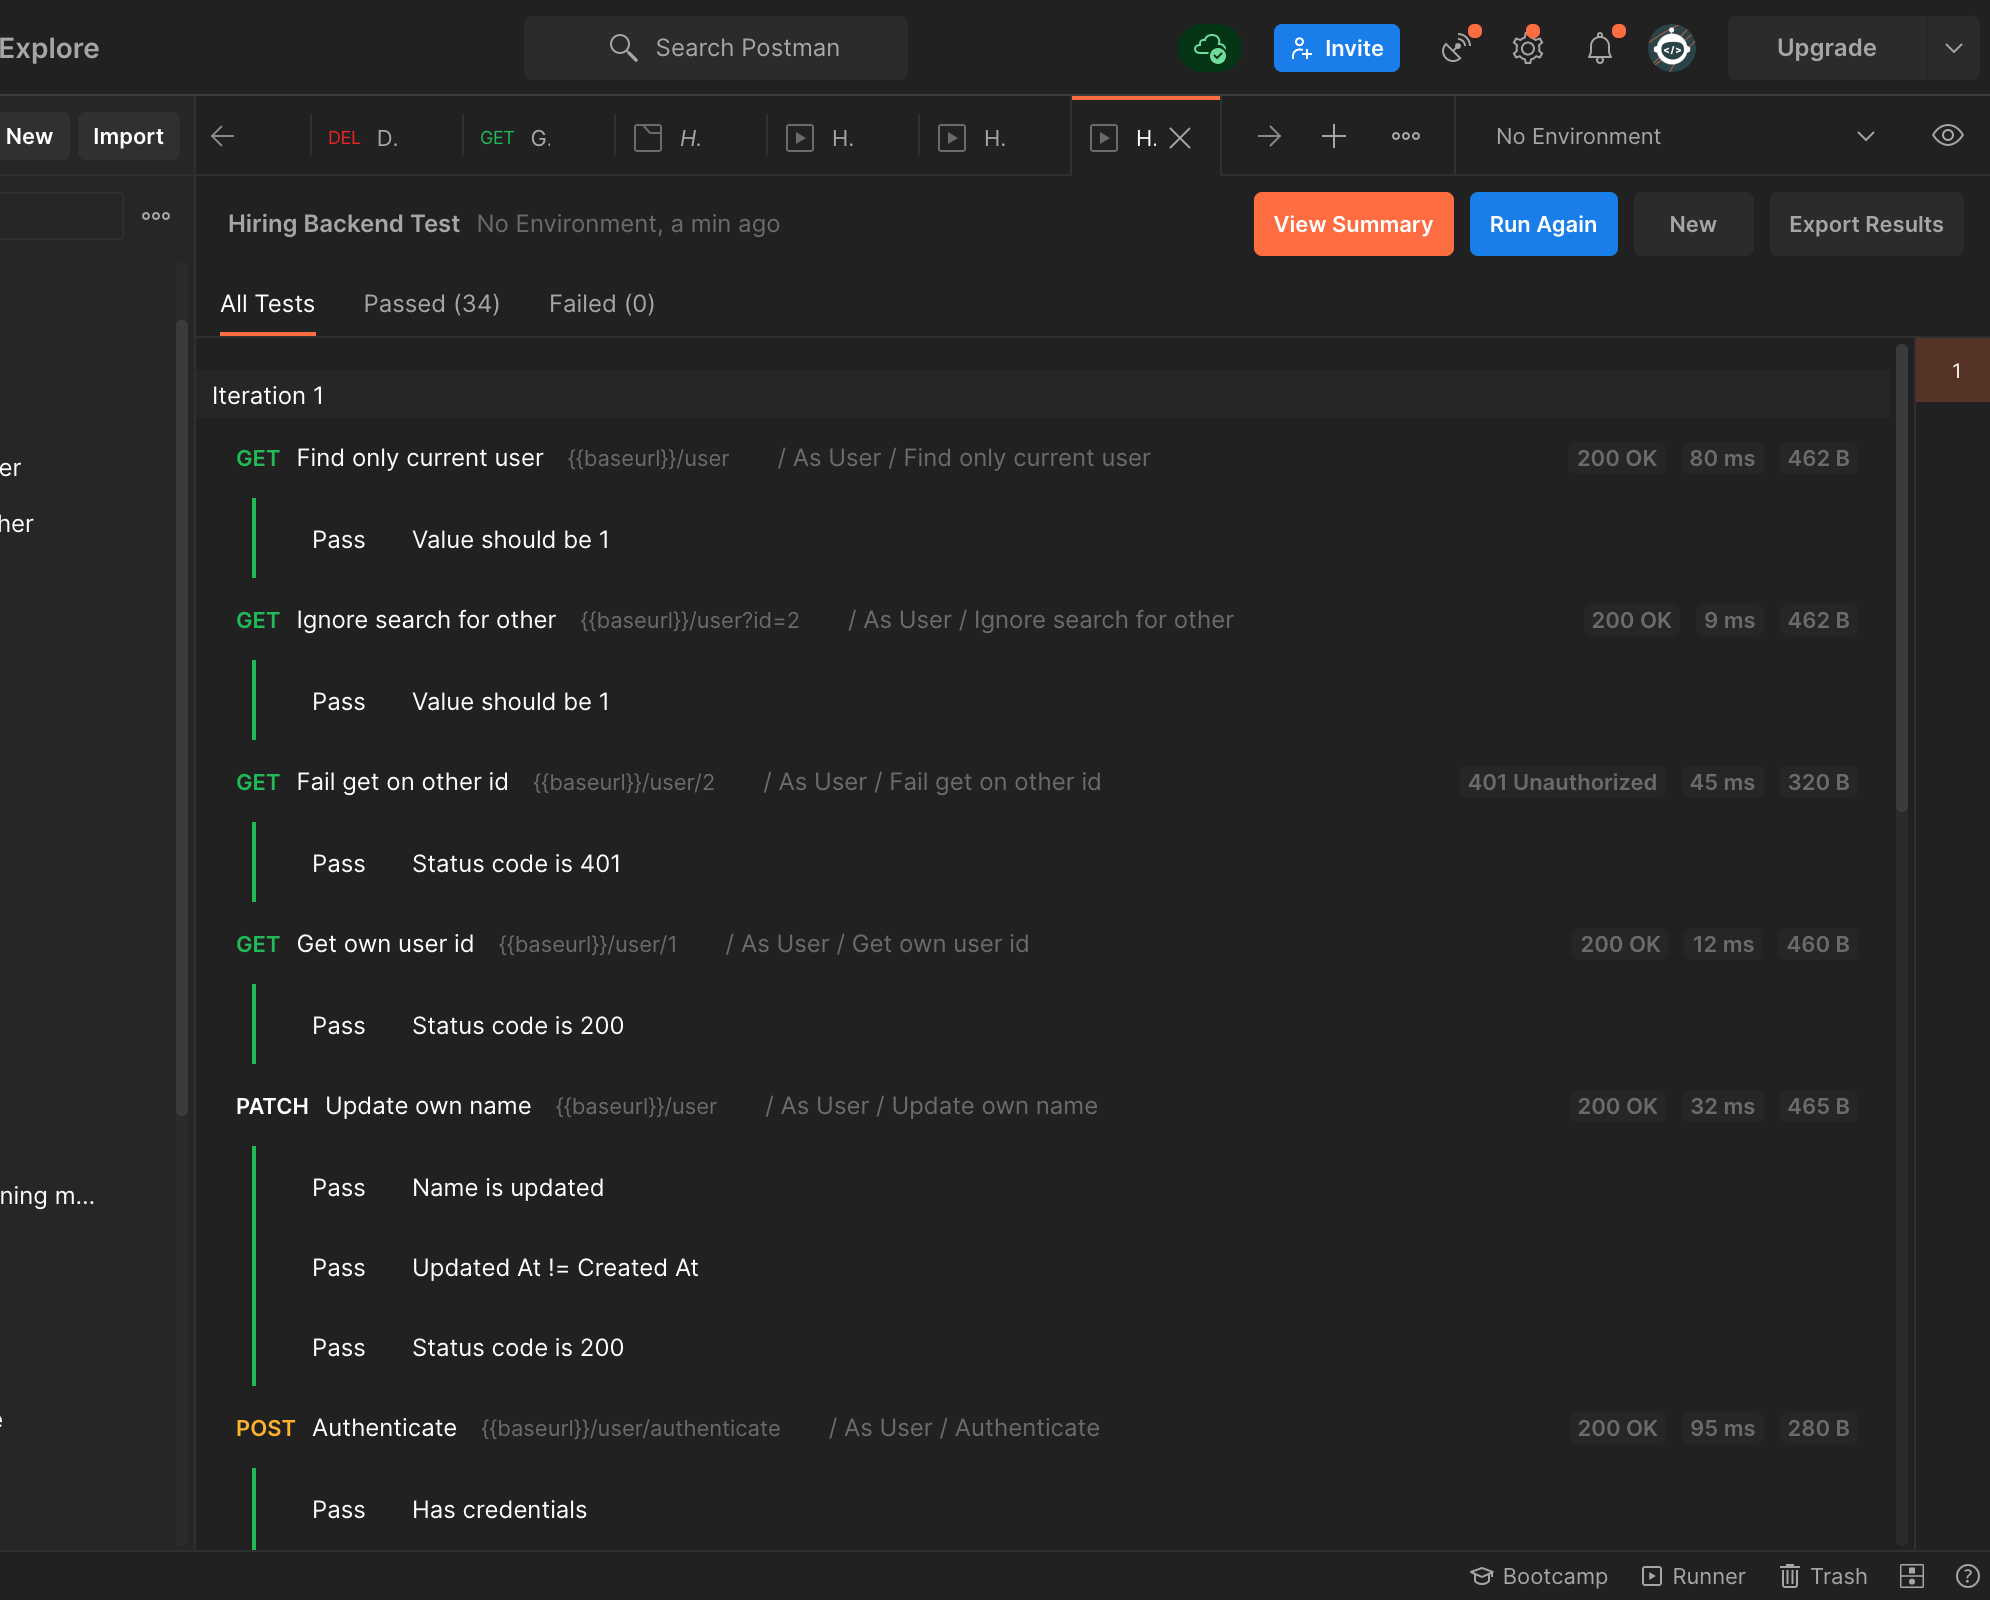 Explore
Search Postman
Invite
Upgrade
New
Import
DEL D.
GET G.
H.
H.
H.
H.
No Environment
Hiring Backend Test No Environment, a min ago
View Summary
Run Again
New
Export Results
All Tests
Passed (34)
Failed (0)
1
Iteration 1
GET Find only current user {{baseurl}}/user / As User / Find only current user 200 OK 80 ms 462 B
er
Pass Value should be 1
her
GET Ignore search for other {{baseurl}}/user?id=2 / As User / Ignore search for other 200 OK 9 ms 462 B
Pass Value should be 1
GET Fail get on other id {{baseurl}}/user/2 / As User / Fail get on other id 401 Unauthorized 45 ms 320 B
Pass Status code is 401
GET Get own user id {{baseurl}}/user/1 / As User / Get own user id 200 OK 12 ms 460 B
Pass Status code is 200
PATCH Update own name {{baseurl}}/user / As User / Update own name 200 OK 32 ms 465 B
Pass Name is updated
ning m...
Pass Updated At != Created At
Pass Status code is 200
POST Authenticate {{baseurl}}/user/authenticate / As User / Authenticate 200 OK 95 ms 280 B
Pass Has credentials
Bootcamp
Runner
Trash